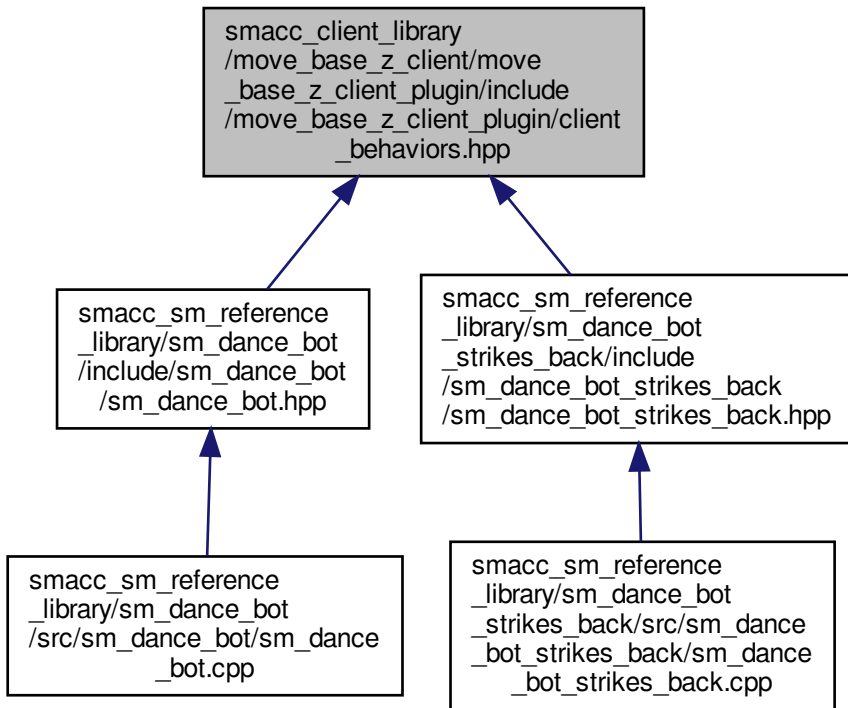 smacc_client_library
/move_base_z_client/move
_base_z_client_plugin/include
/move_base_z_client_plugin/client
_behaviors.hpp
smacc_sm_reference
_library/sm_dance_bot
/include/sm_dance_bot
/sm_dance_bot.hpp
smacc_sm_reference
_library/sm_dance_bot
_strikes_back/include
/sm_dance_bot_strikes_back
/sm_dance_bot_strikes_back.hpp
smacc_sm_reference
_library/sm_dance_bot
/src/sm_dance_bot/sm_dance
_bot.cpp
smacc_sm_reference
_library/sm_dance_bot
_strikes_back/src/sm_dance
_bot_strikes_back/sm_dance
_bot_strikes_back.cpp